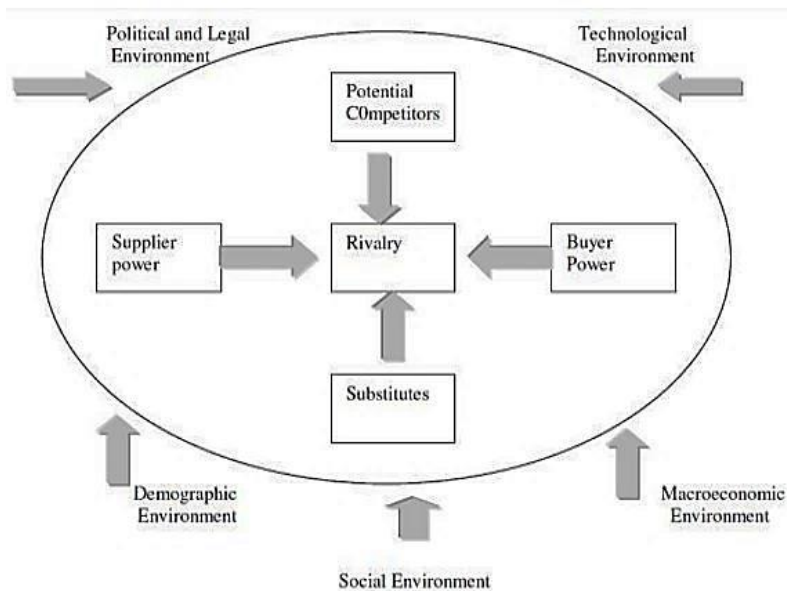 Political and Legal
Environment
Technological
Environment
Potential
C0mpetitors
Supplier
power
Rivalry
Buyer
Power
Substitutes
Demographic
Environment
Macroeconomic
Environment
Social Environment